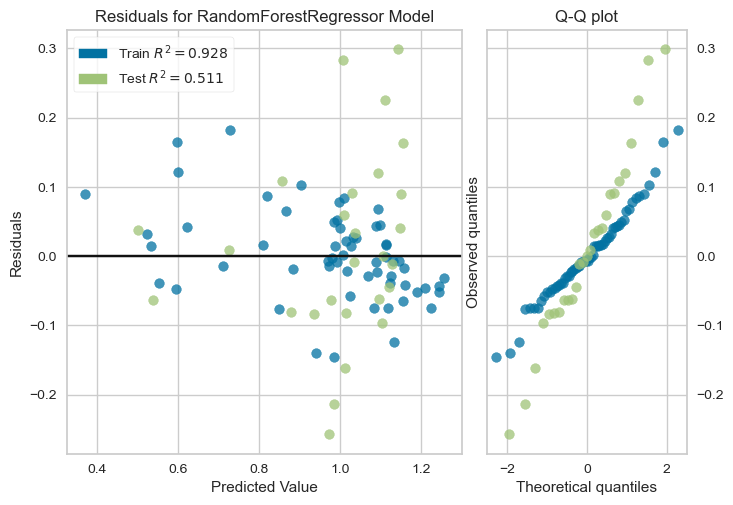 Residuals for RandomForestRegressor Model
Q-Q plot
Train R² = 0.928
Test R² = 0.511
0.3
0.2
0.1
0.0
−0.1
−0.2
Residuals
0.4
0.6
0.8
1.0
1.2
Predicted Value
Observed quantiles
0.3
0.2
0.1
0.0
−0.1
−0.2
−2
0
2
Theoretical quantiles